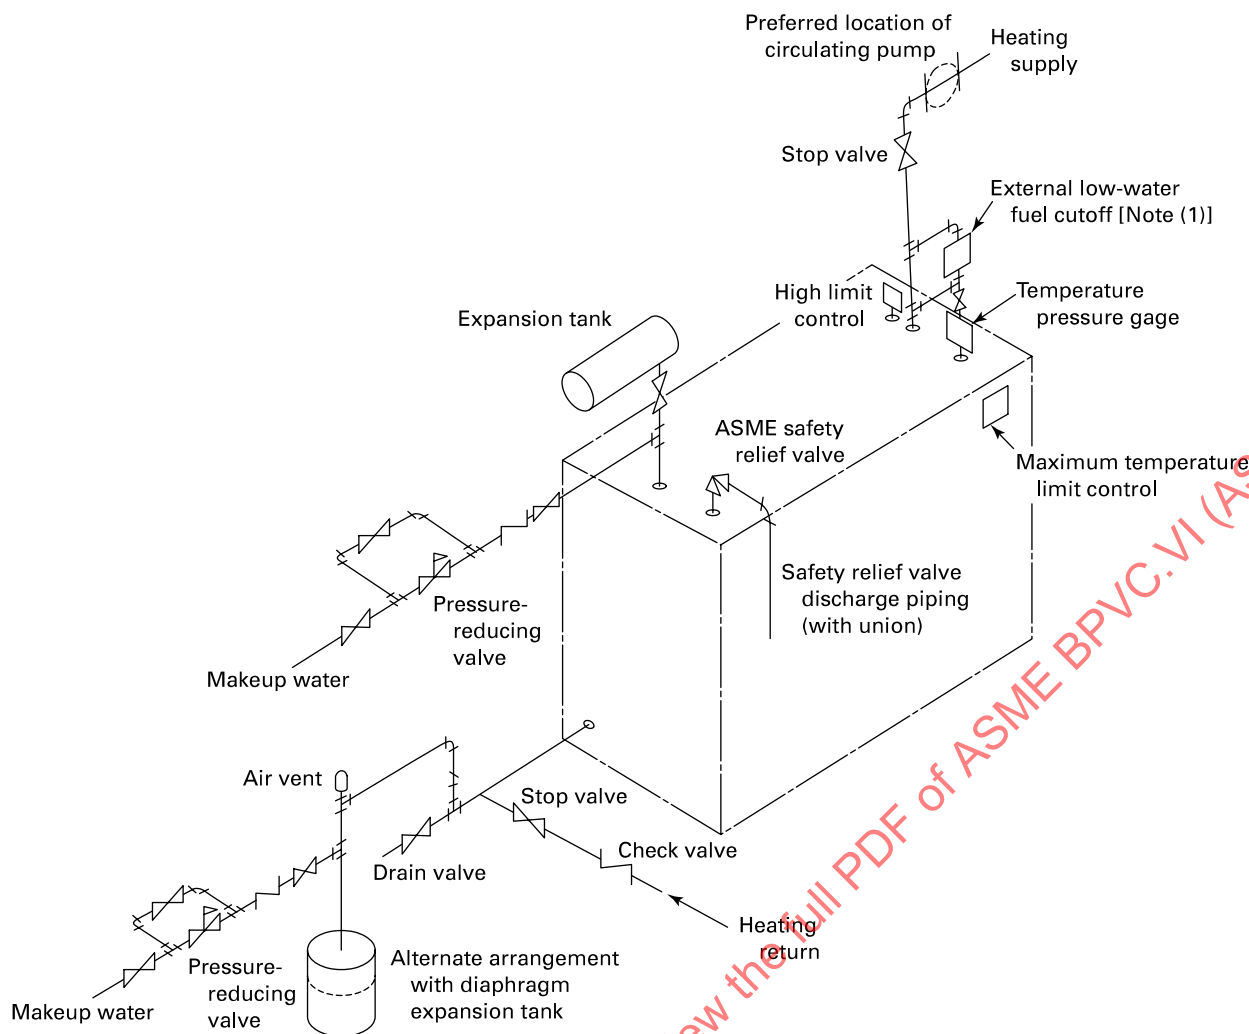 Preferred location of
circulating pump
Heating
supply
Stop valve
External low-water
fuel cutoff [Note (1)]
High limit
control
Temperature
pressure gage
Expansion tank
ASME safety
relief valve
Maximum temperature
limit control
Safety relief valve
discharge piping
(with union)
Pressure-
reducing
valve
Makeup water
Air vent
Stop valve
Check valve
Drain valve
Heating
return
Pressure-
reducing
valve
Alternate arrangement
with diaphragm
expansion tank
Makeup water
ew the full PDF of ASME BPVC.VI (AS